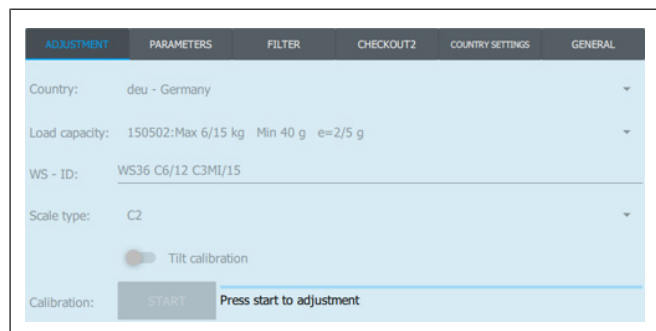 ADJUSTMENT PARAMETERS FILTER CHECKOUT2 COUNTRY SETTINGS GENERAL
Country: deu - Germany
Load capacity: 150502:Max 6/15 kg Min 40 g e=2/5 g
WS - ID: WS36 C6/12 C3MI/15
Scale type: C2
Tilt calibration
Calibration: START Press start to adjustment